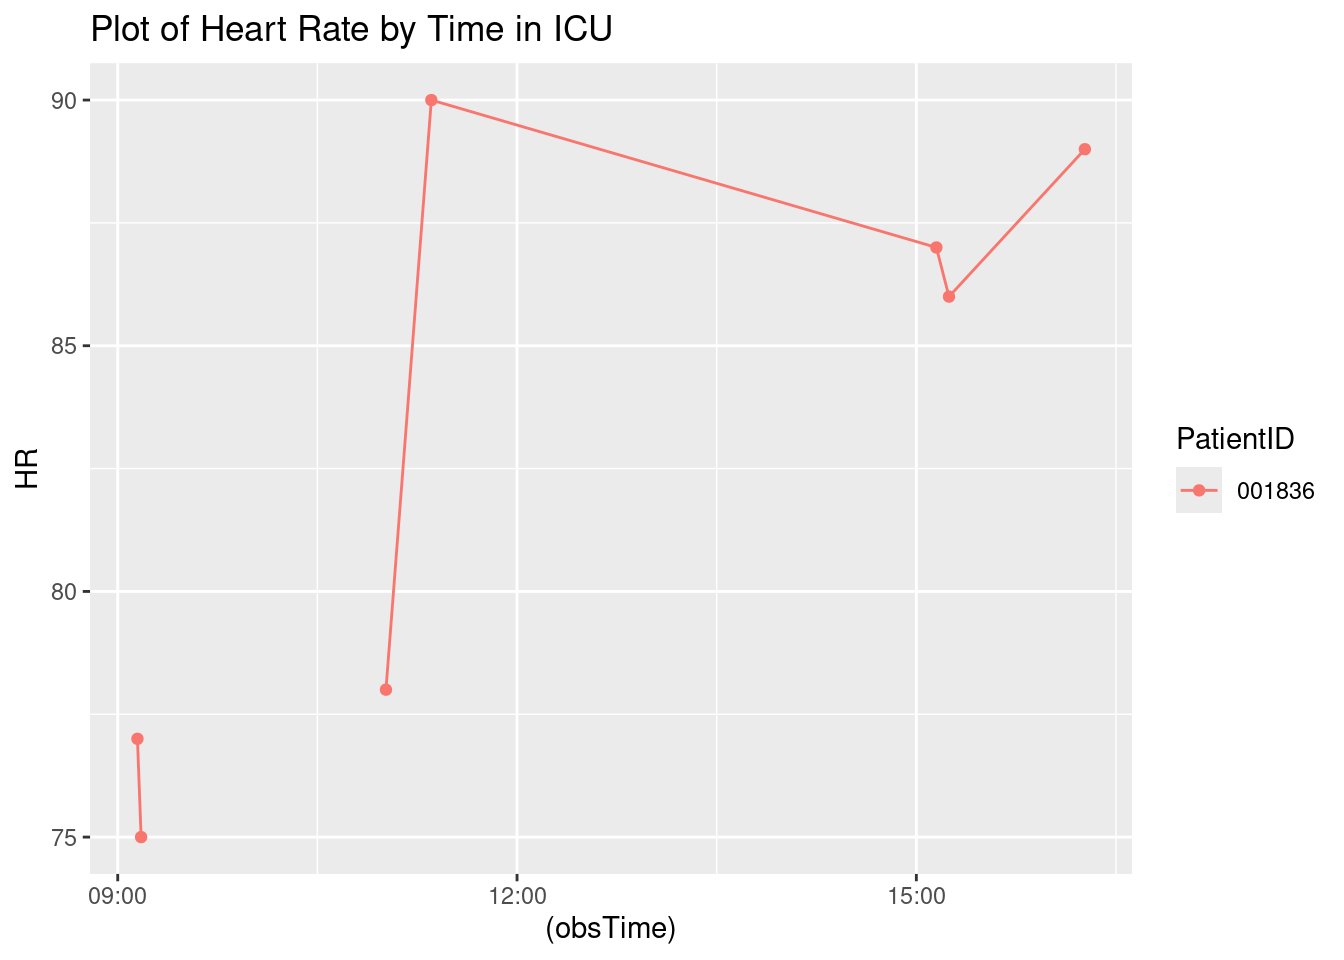 Plot of Heart Rate by Time in ICU
90
85
80
75
HR
09:00
12:00
15:00
(obsTime)
PatientID
001836